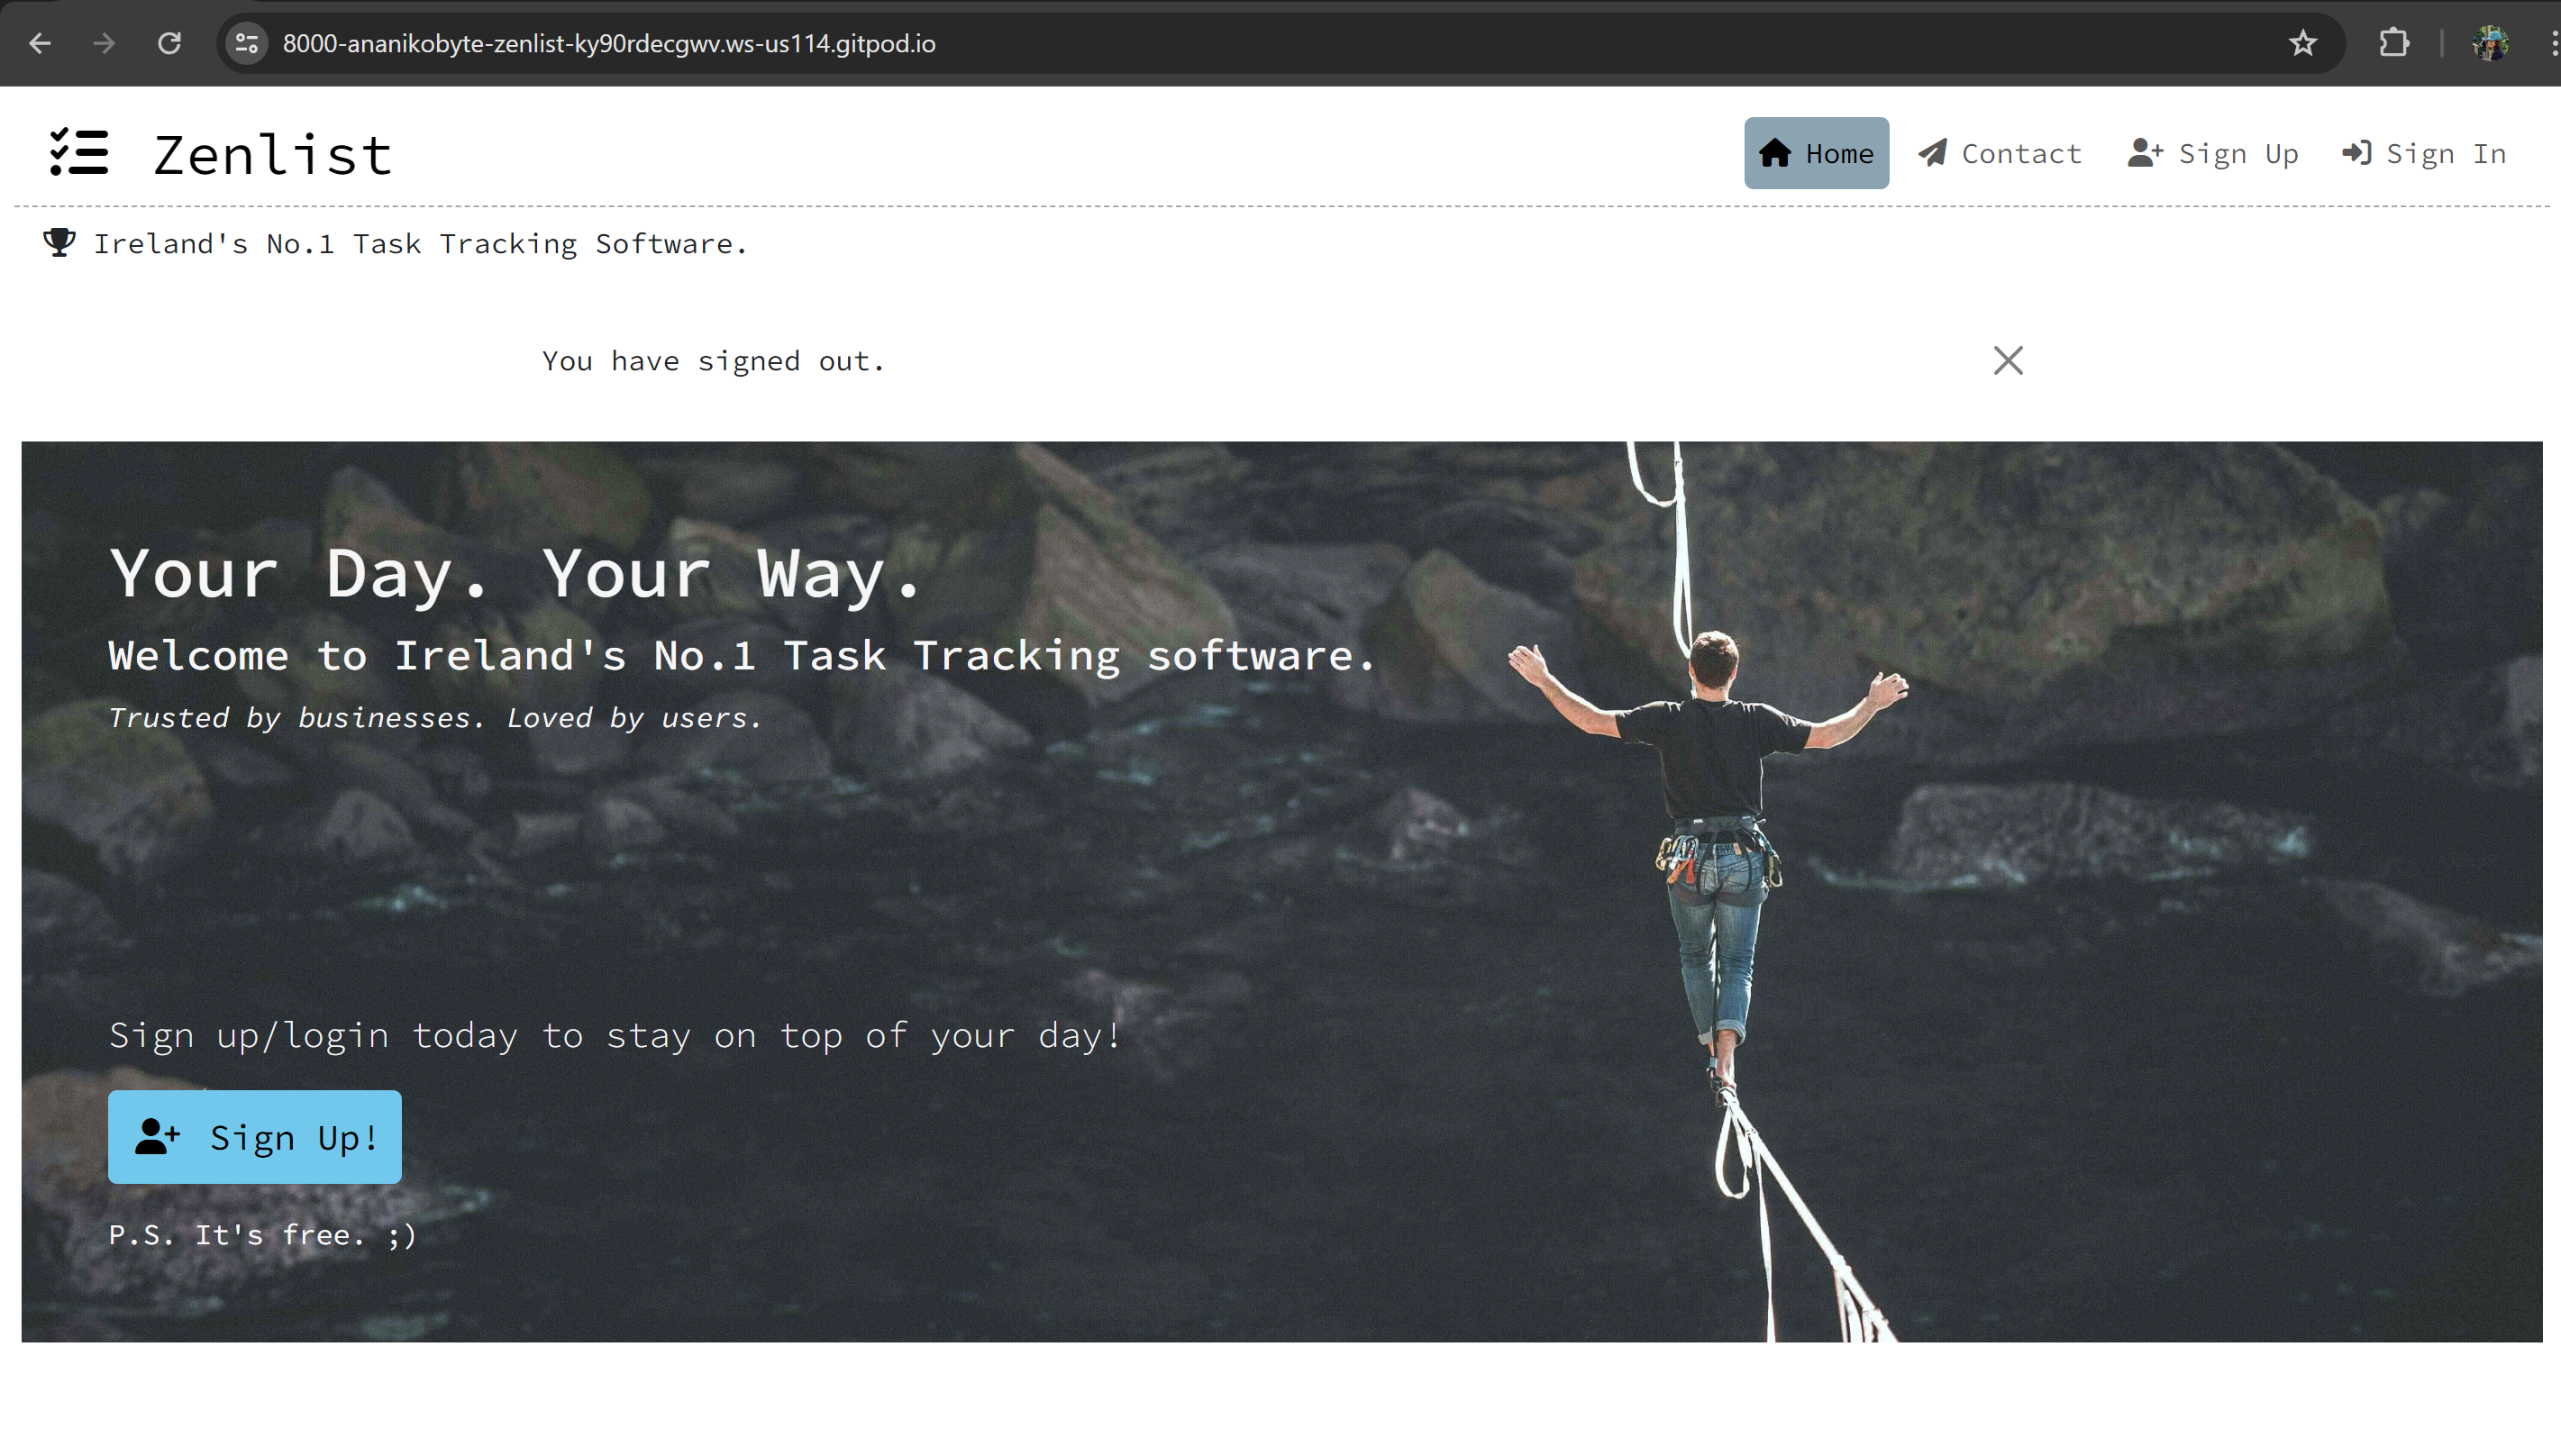 8000-ananikobyte-zenlist-ky90rdecgwv.ws-us114.gitpod.io
Zenlist
Home
Contact
Sign Up
Sign In
Ireland's No.1 Task Tracking Software.
You have signed out.
Your Day. Your Way.
Welcome to Ireland's No.1 Task Tracking software.
Trusted by businesses. Loved by users.
Sign up/login today to stay on top of your day!
Sign Up!
P.S. It's free. ;)